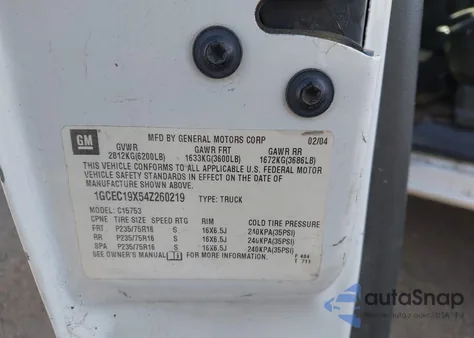 GM
MFD BY GENERAL MOTORS CORP 02/04
GVWR GAWR FRT GAWR RR
2812KG(6200LB) 1633KG(3600LB) 1672KG(3686LB)
THIS VEHICLE CONFORMS TO ALL APPLICABLE U.S. FEDERAL MOTOR
VEHICLE SAFETY STANDARDS IN EFFECT ON THE DATE OF
MANUFACTURE SHOWN ABOVE.
1GCEC19X54Z260219 TYPE: TRUCK
MODEL: C15753
CPNE TIRE SIZE SPEED RTG RIM COLD TIRE PRESSURE
FRT P235/75R16 S 16X6.5J 240KPA(35PSI)
RR P235/75R16 S 16X6.5J 240KPA(35PSI)
SPA P235/75R16 S 16X6.5J 240KPA(35PSI)
SEE OWNER'S MANUAL FOR MORE INFORMATION.
autoSnap